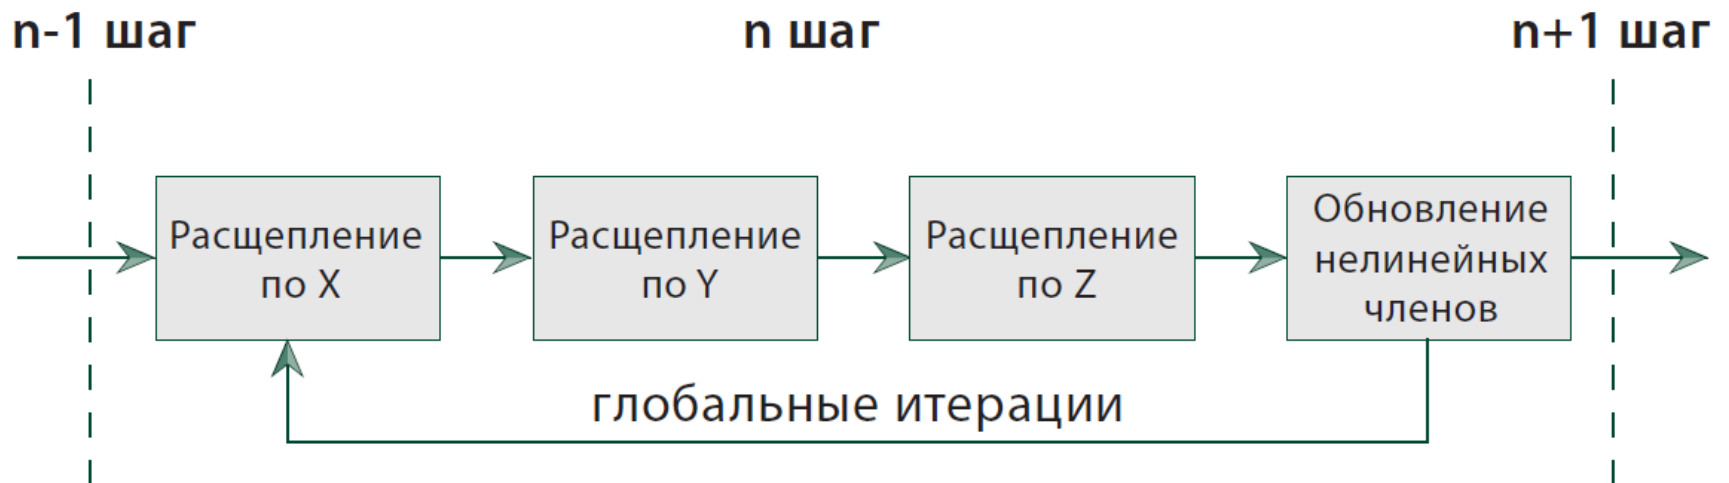 n-1 шаг
n шаг
n+1 шаг
Расщепление
по X
Расщепление
по Y
Расщепление
по Z
Обновление
нелинейных
членов
глобальные итерации